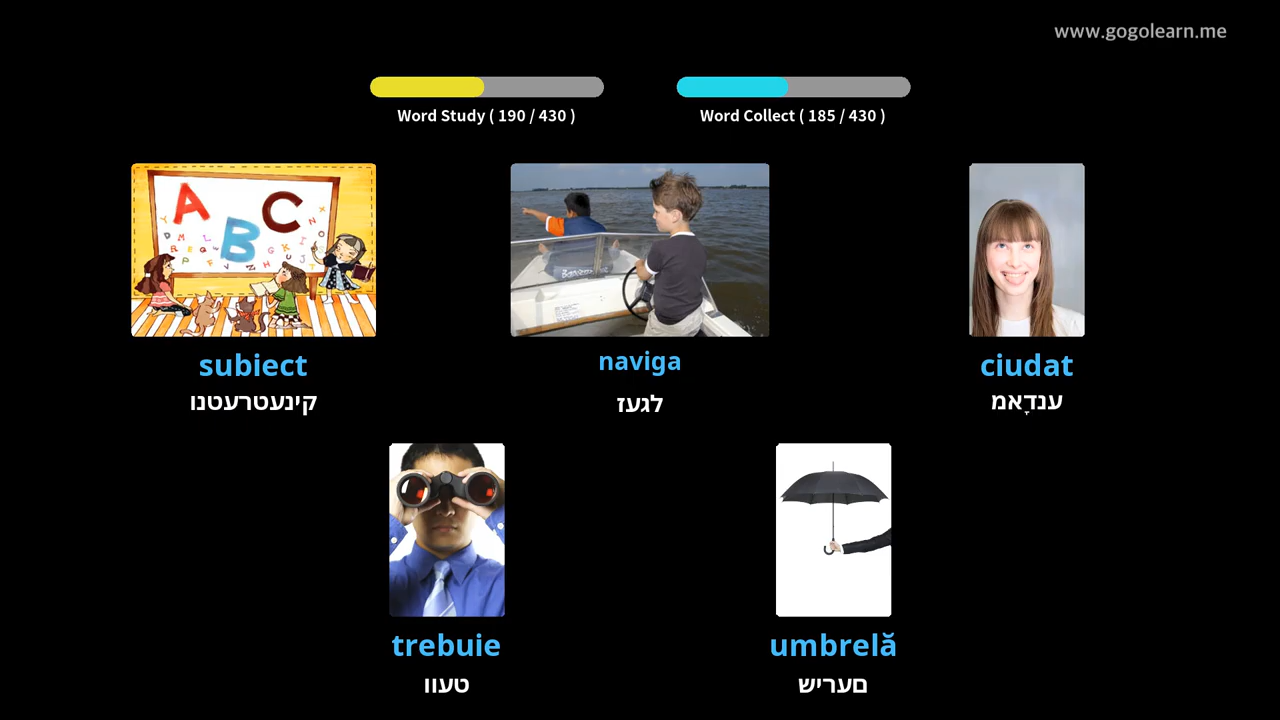 www.gogolearn.me
Word Study ( 190 / 430 )
Word Collect ( 185 / 430 )
subiect
קינעטרעטנו
naviga
לגעז
ciudat
ענדָאמ
trebuie
טעוו
umbrelă
םעריש